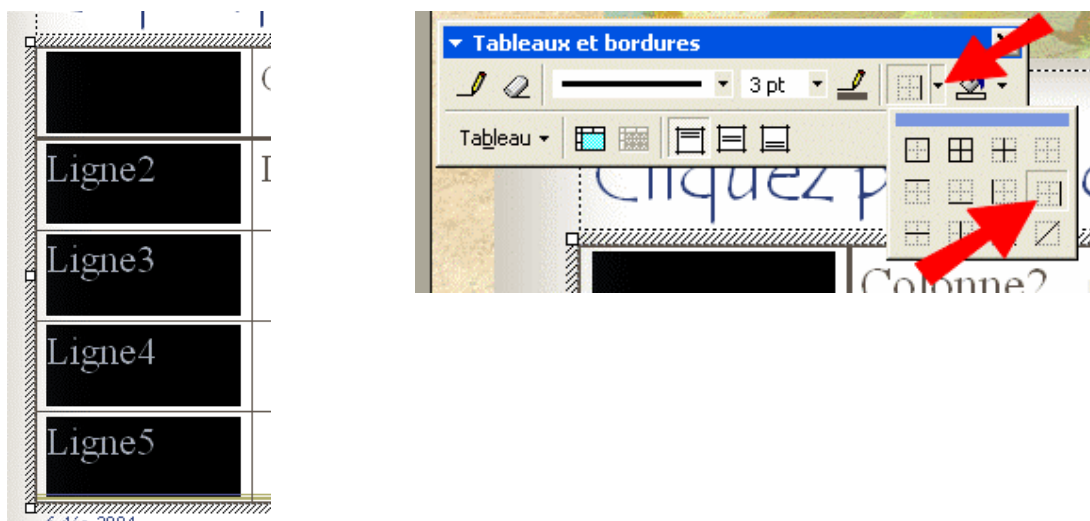 Ligne2
Ligne3
Ligne4
Ligne5
Tableaux et bordures
3 pt
Tableau
Cliquez p
Colonne2